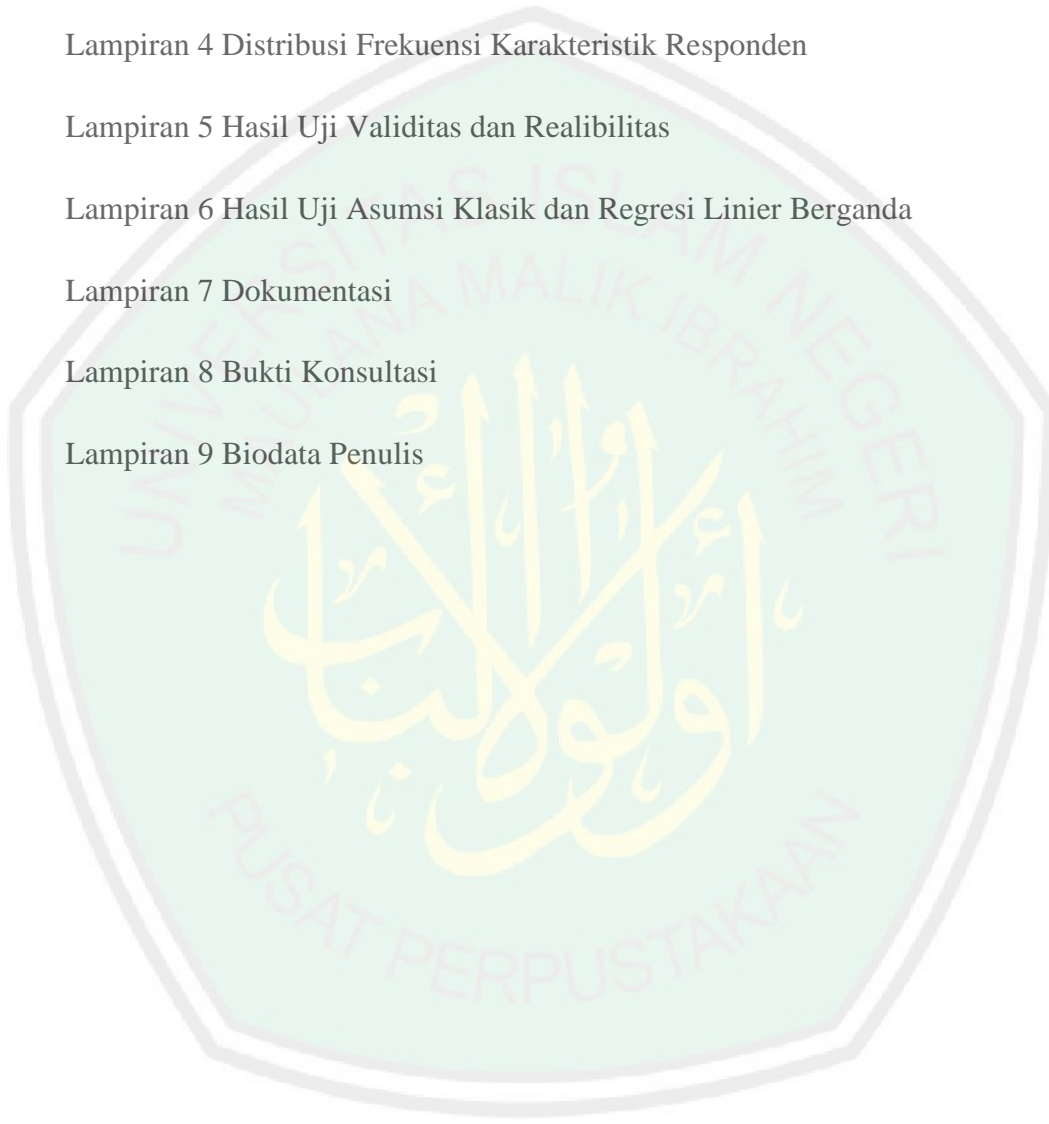 Lampiran 4 Distribusi Frekuensi Karakteristik Responden
Lampiran 5 Hasil Uji Validitas dan Realibilitas
Lampiran 6 Hasil Uji Asumsi Klasik dan Regresi Linier Berganda
Lampiran 7 Dokumentasi
Lampiran 8 Bukti Konsultasi
Lampiran 9 Biodata Penulis
UNIVERSITAS ISLAM NEGERI
MAULANA MALIK IBRAHIM
أولو الألباب
PUSAT PERPUSTAKAAN